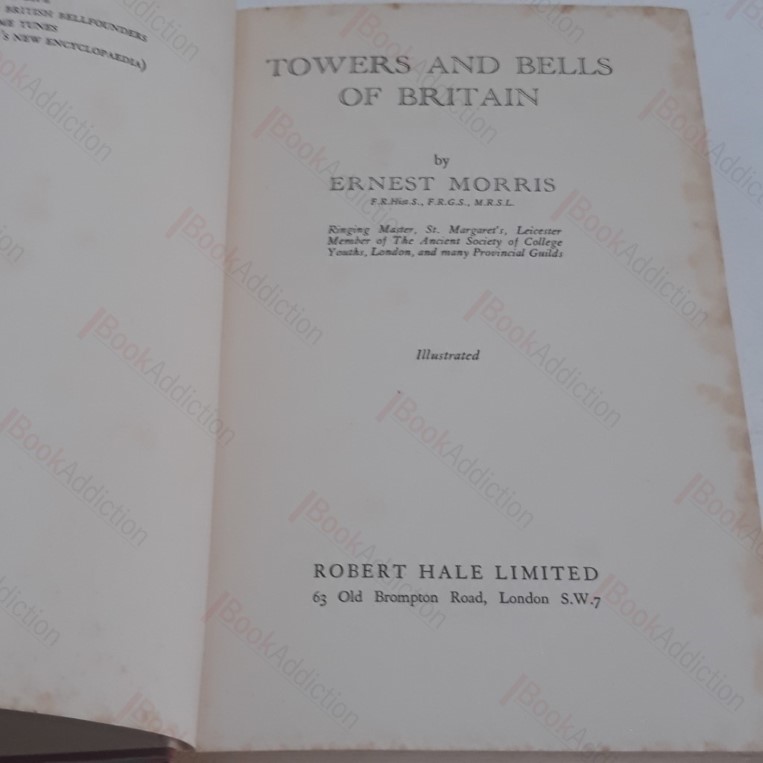 BRITISH BELLFOUNDERS
TUNES
'S NEW ENCYCLOPAEDIA)
TOWERS AND BELLS
OF BRITAIN
by
ERNEST MORRIS
F.R.Hist.S., F.R.G.S., M.R.S.L.
Ringing Master, St. Margaret's, Leicester
Member of The Ancient Society of College
Youths, London, and many Provincial Guilds
Illustrated
ROBERT HALE LIMITED
63 Old Brompton Road, London S.W.7
BookAddiction